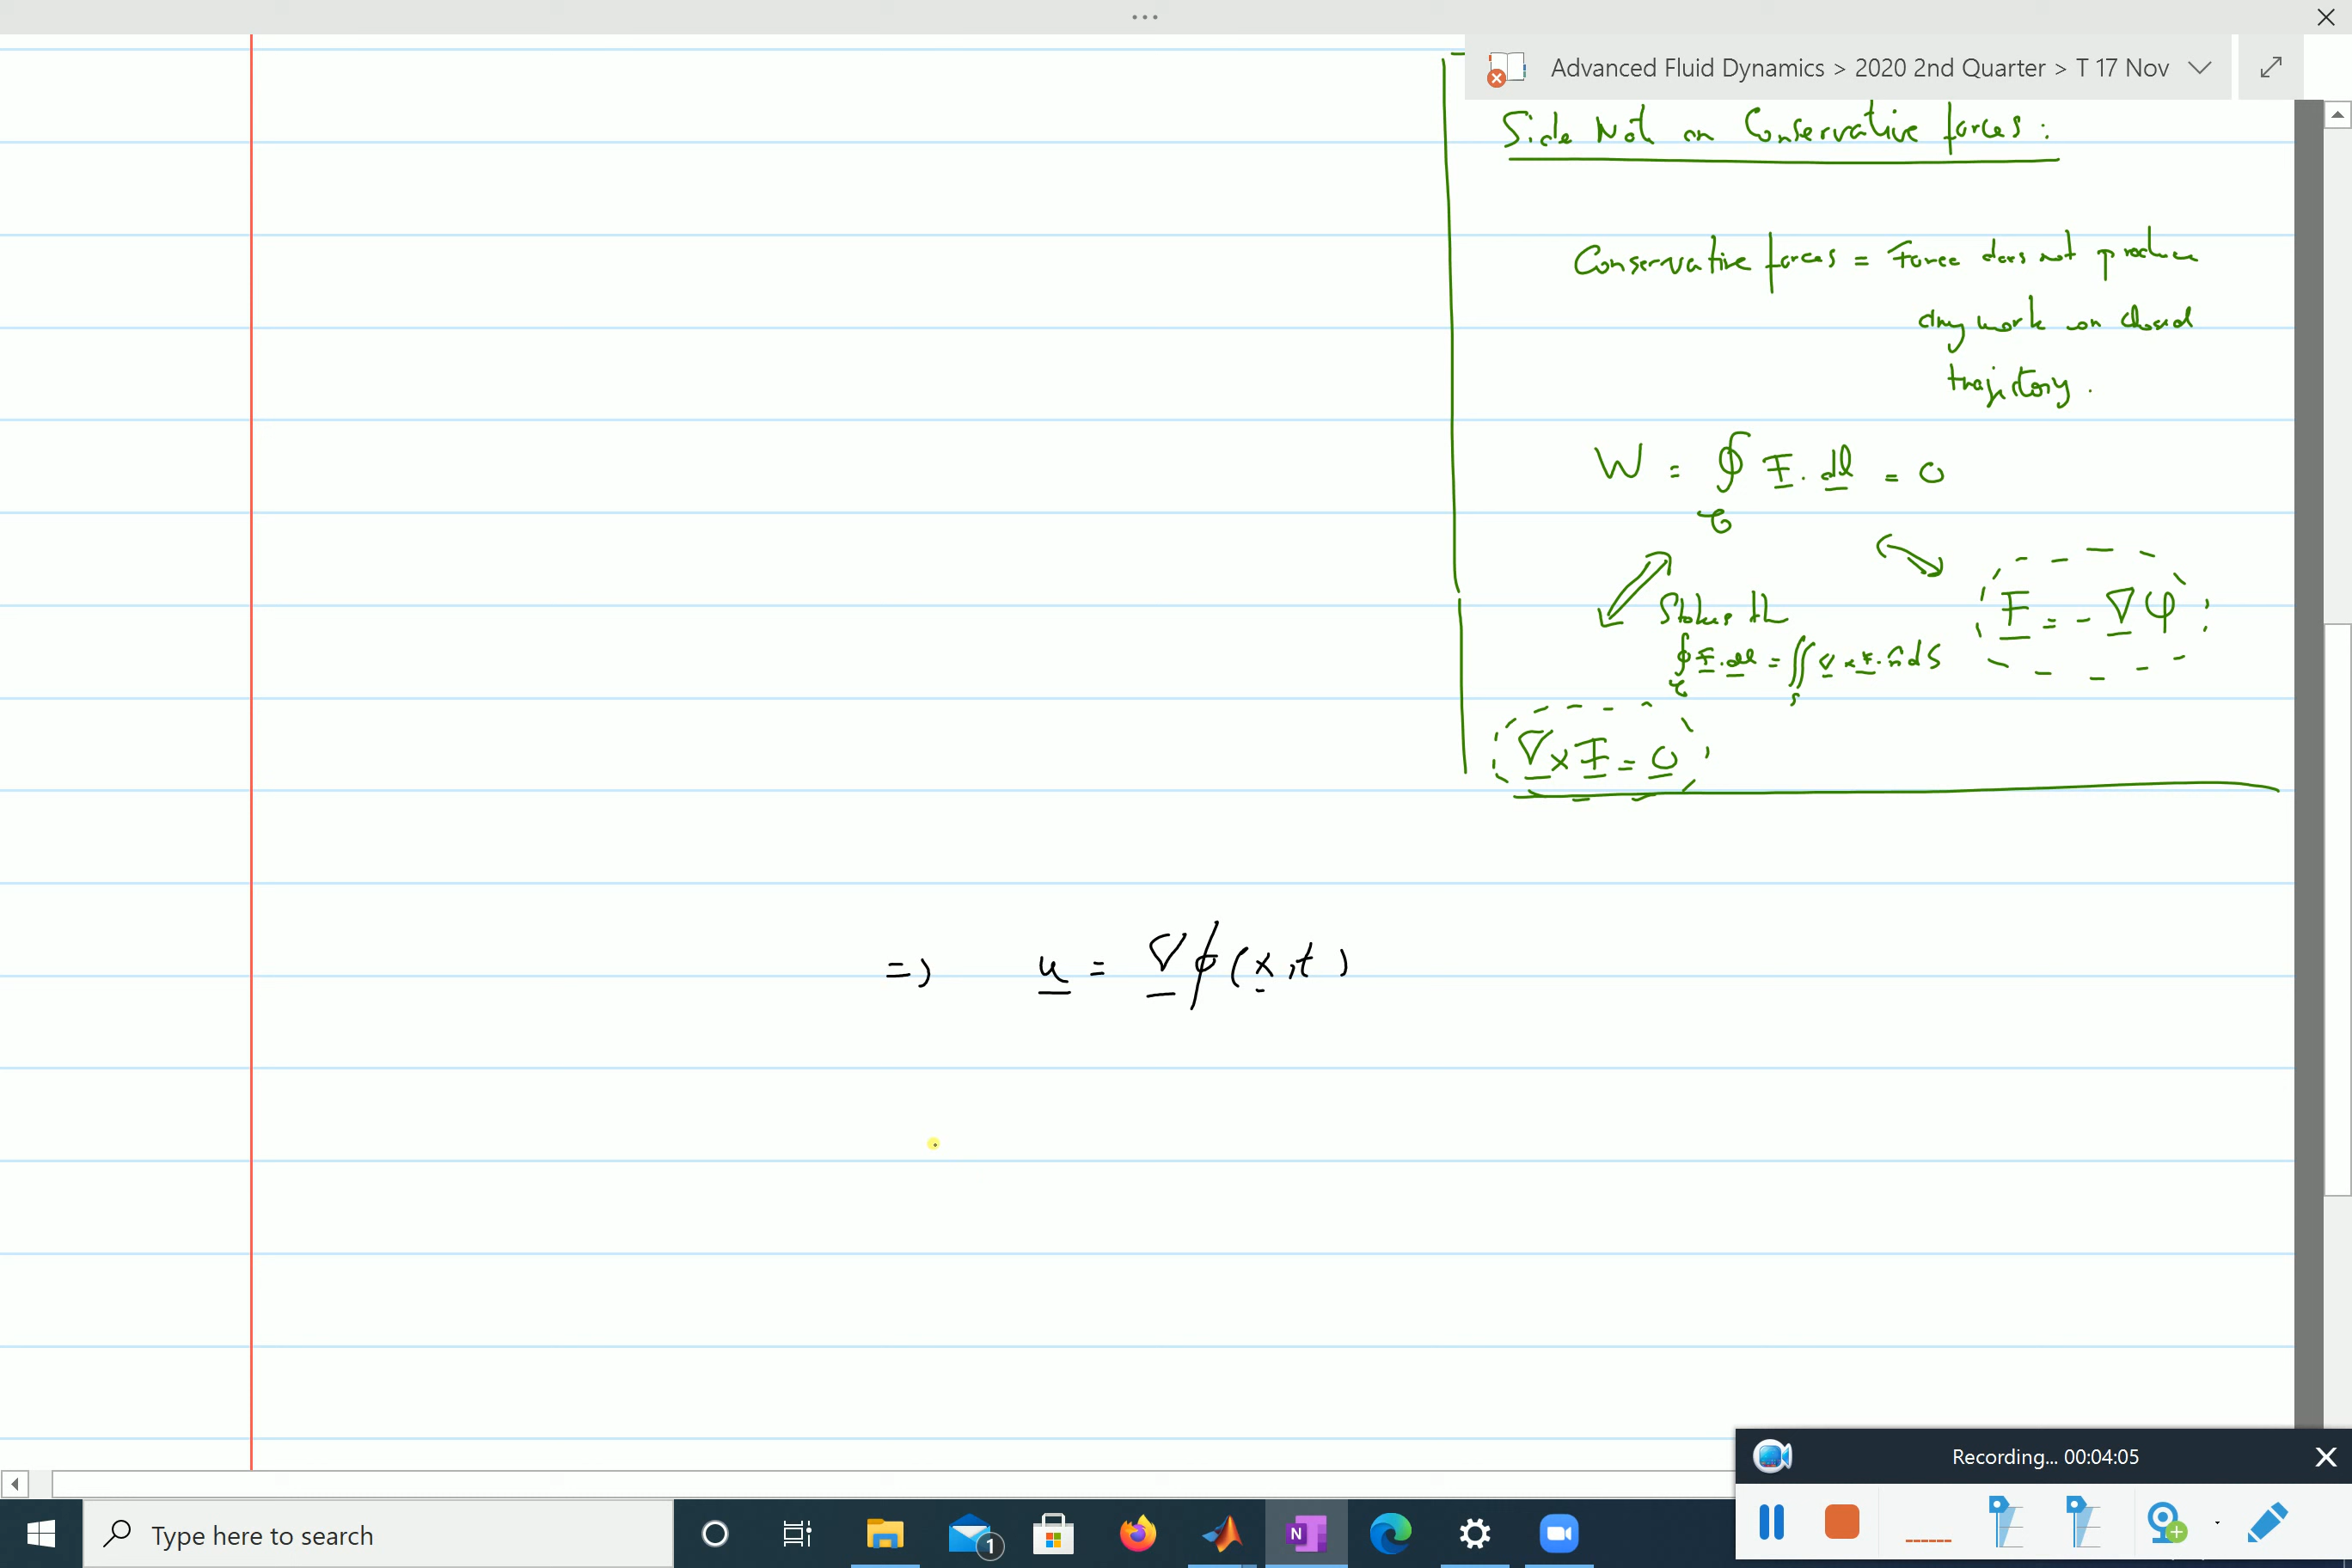 Advanced Fluid Dynamics > 2020 2nd Quarter > T 17 Nov
Side Not on Conservative forces :
Conservative forces = Force does not produce
any work on closed
trajectory .
W = ∮ F . dl = 0
C
Stokes th
F = - ∇ φ
∮ F . dl = ∬ ∇ x F . n̂ dS
C S
∇ x F = 0
=> u = ∇ϕ (x, t)
Recording... 00:04:05
Type here to search
1
N